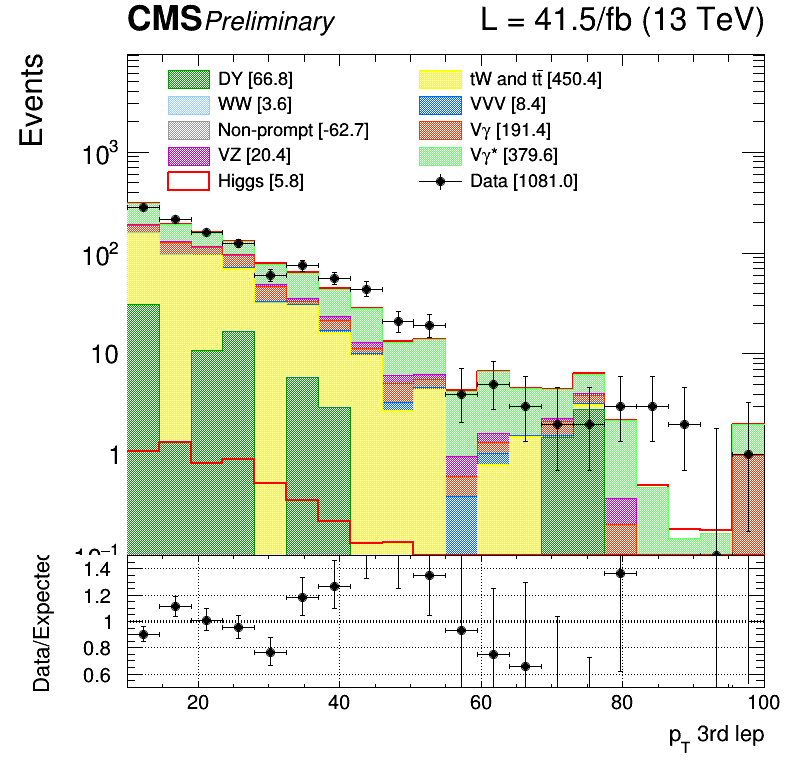 CMS Preliminary L = 41.5/fb (13 TeV)
Events
DY [66.8] tW and tt̄ [450.4]
WW [3.6] VVV [8.4]
Non-prompt [-62.7] Vγ [191.4]
VZ [20.4] Vγ* [379.6]
Higgs [5.8] Data [1081.0]
10³
10²
10
1
10⁻¹
Data/Expected
1.4
1.2
1
0.8
0.6
20 40 60 80 100
p_T 3rd lep